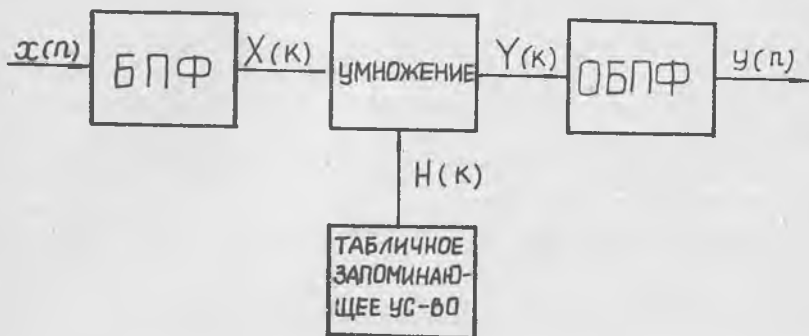 x(n)
БПФ
X(к)
УМНОЖЕНИЕ
Y(к)
ОБПФ
y(n)
H(к)
ТАБЛИЧНОЕ
ЗАПОМИНАЮ-
ЩЕЕ УС-ВО